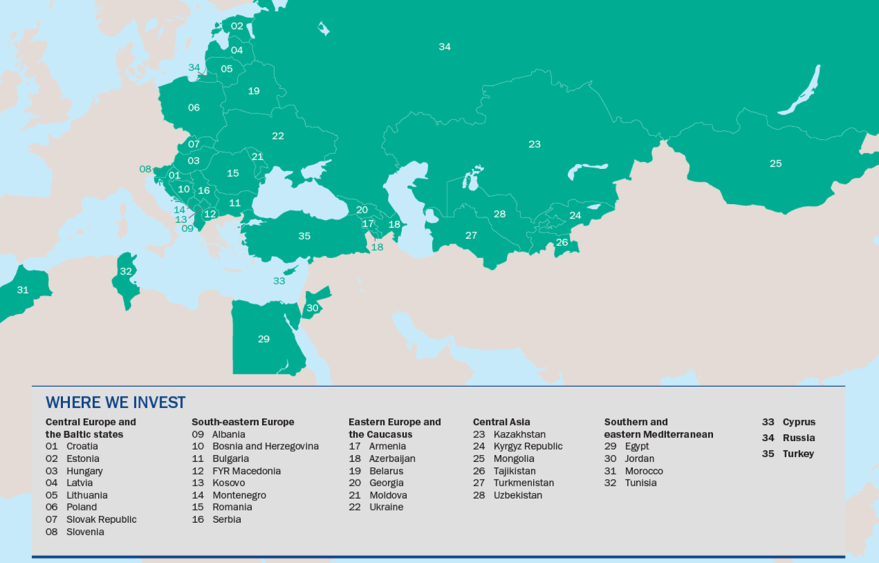 02
34
04
34
05
19
06
22
07
23
21
03
25
08
01
15
10
16
11
14
20
28
24
12
13
17
18
09
35
27
26
18
32
33
31
30
29
WHERE WE INVEST
Central Europe and
the Baltic states
01 Croatia
02 Estonia
03 Hungary
04 Latvia
05 Lithuania
06 Poland
07 Slovak Republic
08 Slovenia
South-eastern Europe
09 Albania
10 Bosnia and Herzegovina
11 Bulgaria
12 FYR Macedonia
13 Kosovo
14 Montenegro
15 Romania
16 Serbia
Eastern Europe and
the Caucasus
17 Armenia
18 Azerbaijan
19 Belarus
20 Georgia
21 Moldova
22 Ukraine
Central Asia
23 Kazakhstan
24 Kyrgyz Republic
25 Mongolia
26 Tajikistan
27 Turkmenistan
28 Uzbekistan
Southern and
eastern Mediterranean
29 Egypt
30 Jordan
31 Morocco
32 Tunisia
33 Cyprus
34 Russia
35 Turkey